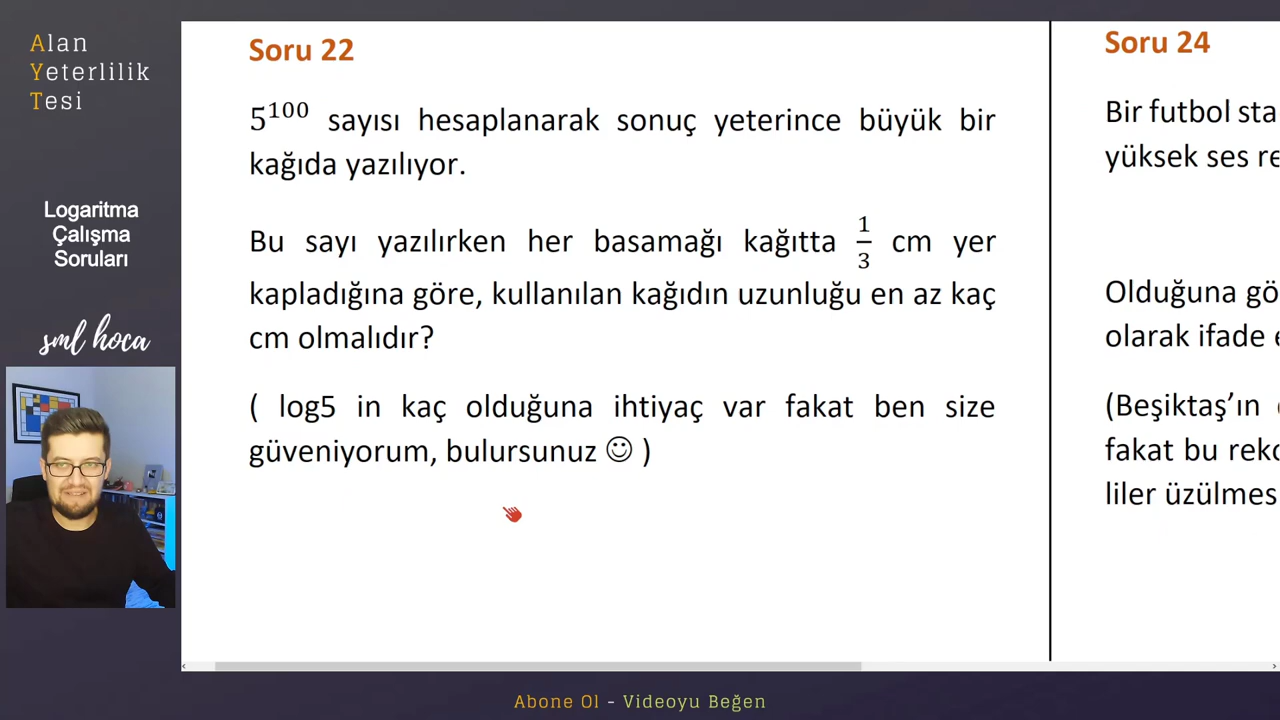 Alan
Yeterlilik
Tesi
Logaritma
Çalışma
Soruları
sml hoca
Soru 22
5¹⁰⁰ sayısı hesaplanarak sonuç yeterince büyük bir
kağıda yazılıyor.
Bu sayı yazılırken her basamağı kağıtta 1/3 cm yer
kapladığına göre, kullanılan kağıdın uzunluğu en az kaç
cm olmalıdır?
( log5 in kaç olduğuna ihtiyaç var fakat ben size
güveniyorum, bulursunuz ☺ )
Soru 24
Bir futbol sta
yüksek ses re
Olduğuna gö
olarak ifade e
(Beşiktaş’ın
fakat bu reko
liler üzülmes
Abone Ol - Videoyu Beğen